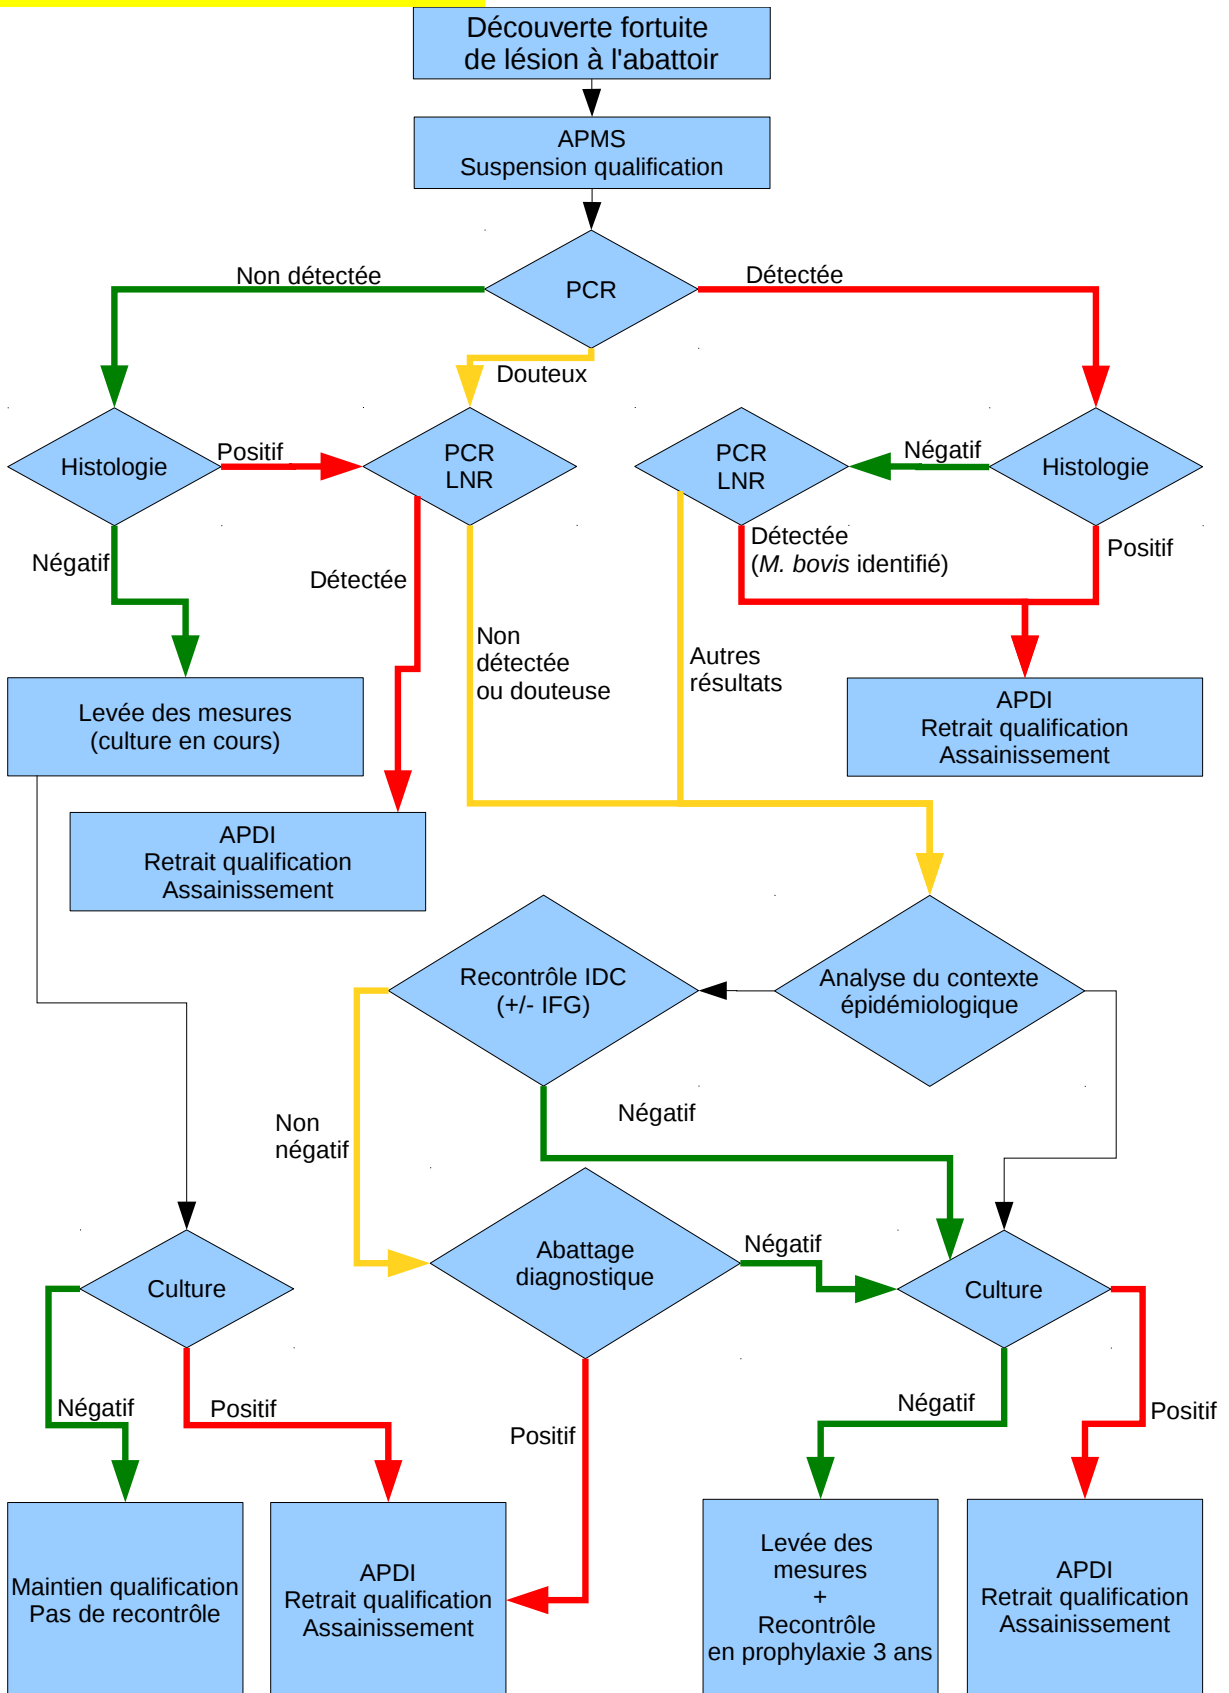 Découverte fortuite
de lésion à l'abattoir
APMS
Suspension qualification
Non détectée
PCR
Détectée
Douteux
Histologie
Positif
PCR
LNR
PCR
LNR
Négatif
Histologie
Négatif
Détectée
Détectée
(M. bovis identifié)
Positif
Non
détectée
ou douteuse
Autres
résultats
Levée des mesures
(culture en cours)
APDI
Retrait qualification
Assainissement
APDI
Retrait qualification
Assainissement
Recontrôle IDC
(+/- IFG)
Analyse du contexte
épidémiologique
Non
négatif
Négatif
Abattage
diagnostique
Négatif
Culture
Culture
Négatif
Positif
Positif
Négatif
Positif
Maintien qualification
Pas de recontrôle
APDI
Retrait qualification
Assainissement
Levée des
mesures
+
Recontrôle
en prophylaxie 3 ans
APDI
Retrait qualification
Assainissement